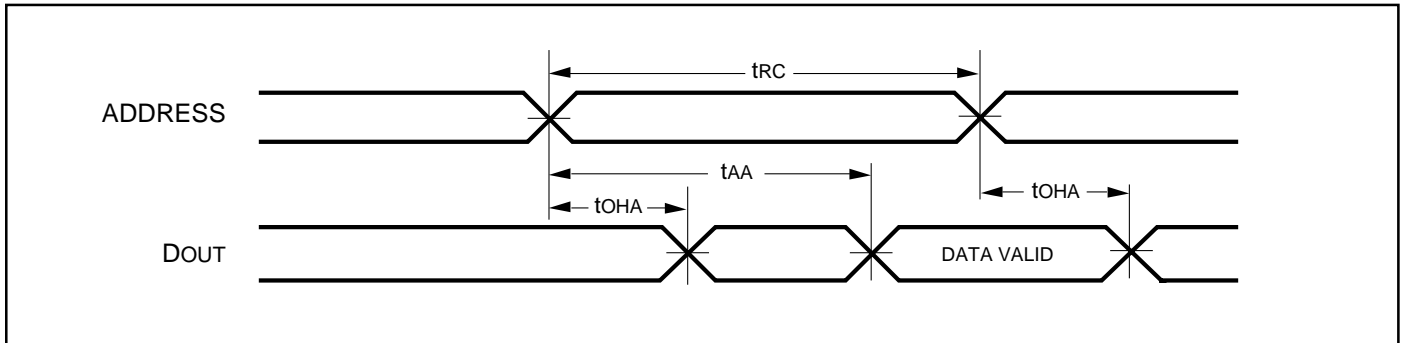 tRC
ADDRESS
tAA
tOHA
tOHA
DOUT
DATA VALID